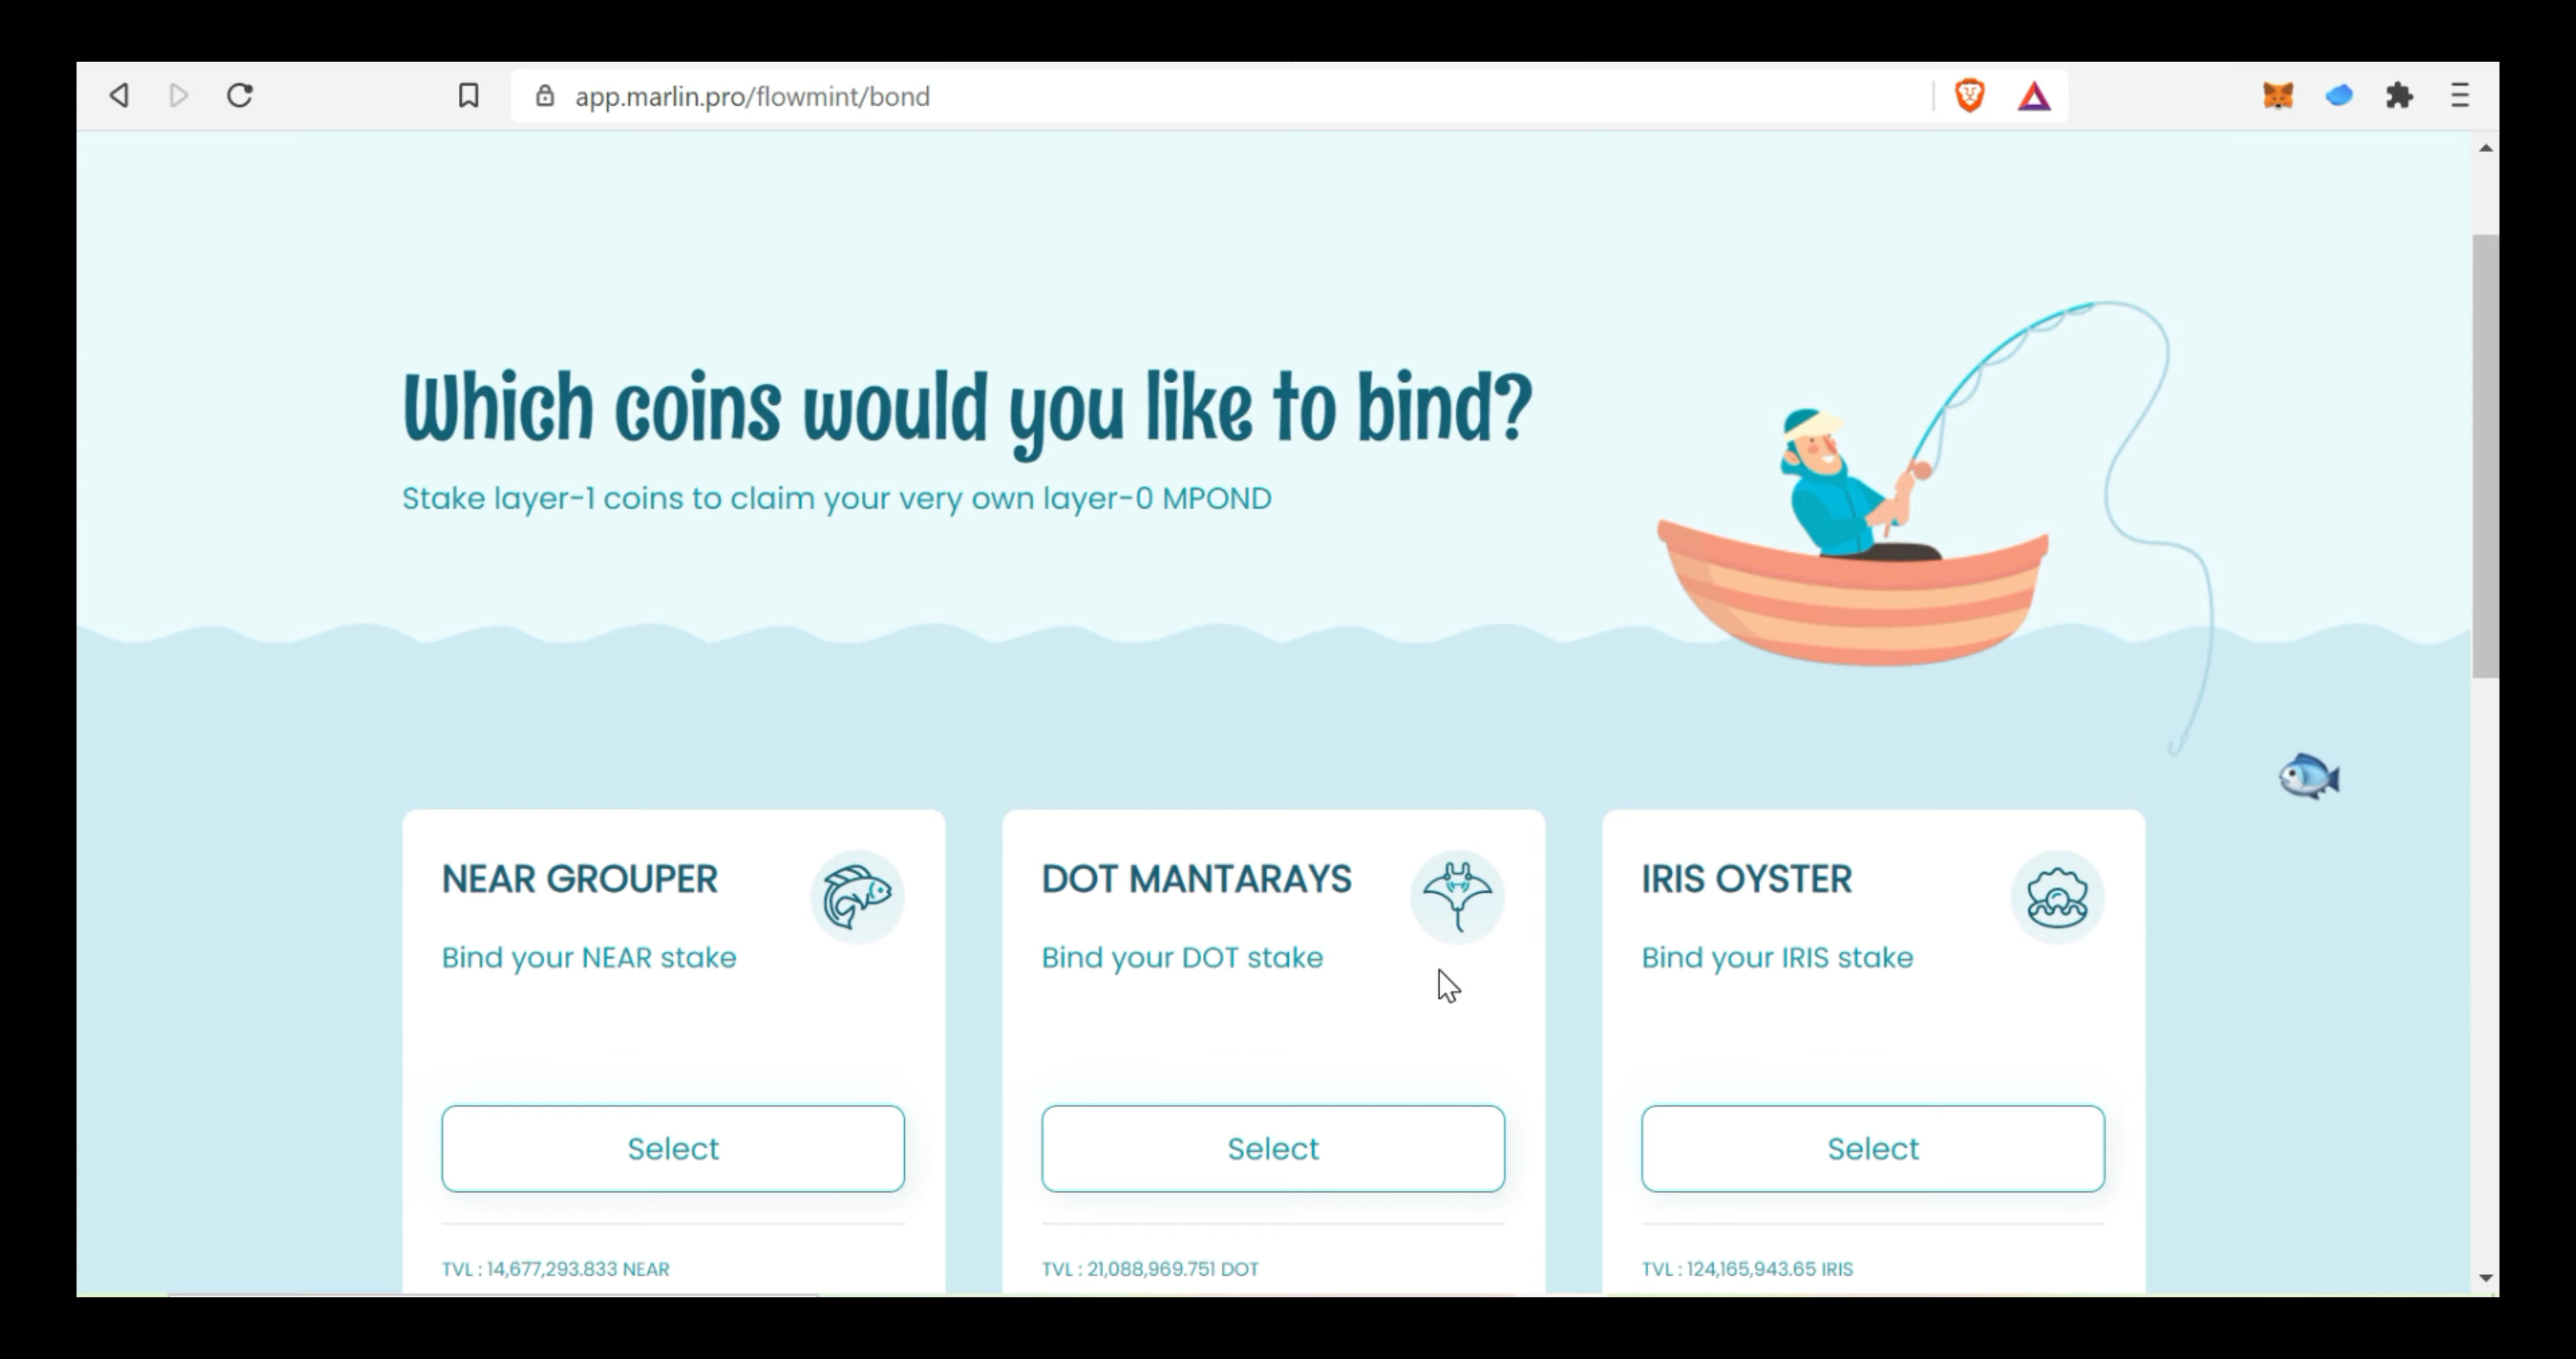 app.marlin.pro/flowmint/bond
Which coins would you like to bind?
Stake layer-1 coins to claim your very own layer-0 MPOND
NEAR GROUPER
Bind your NEAR stake
Select
TVL : 14,677,293.833 NEAR
DOT MANTARAYS
Bind your DOT stake
Select
TVL : 21,088,969.751 DOT
IRIS OYSTER
Bind your IRIS stake
Select
TVL : 124,165,943.65 IRIS